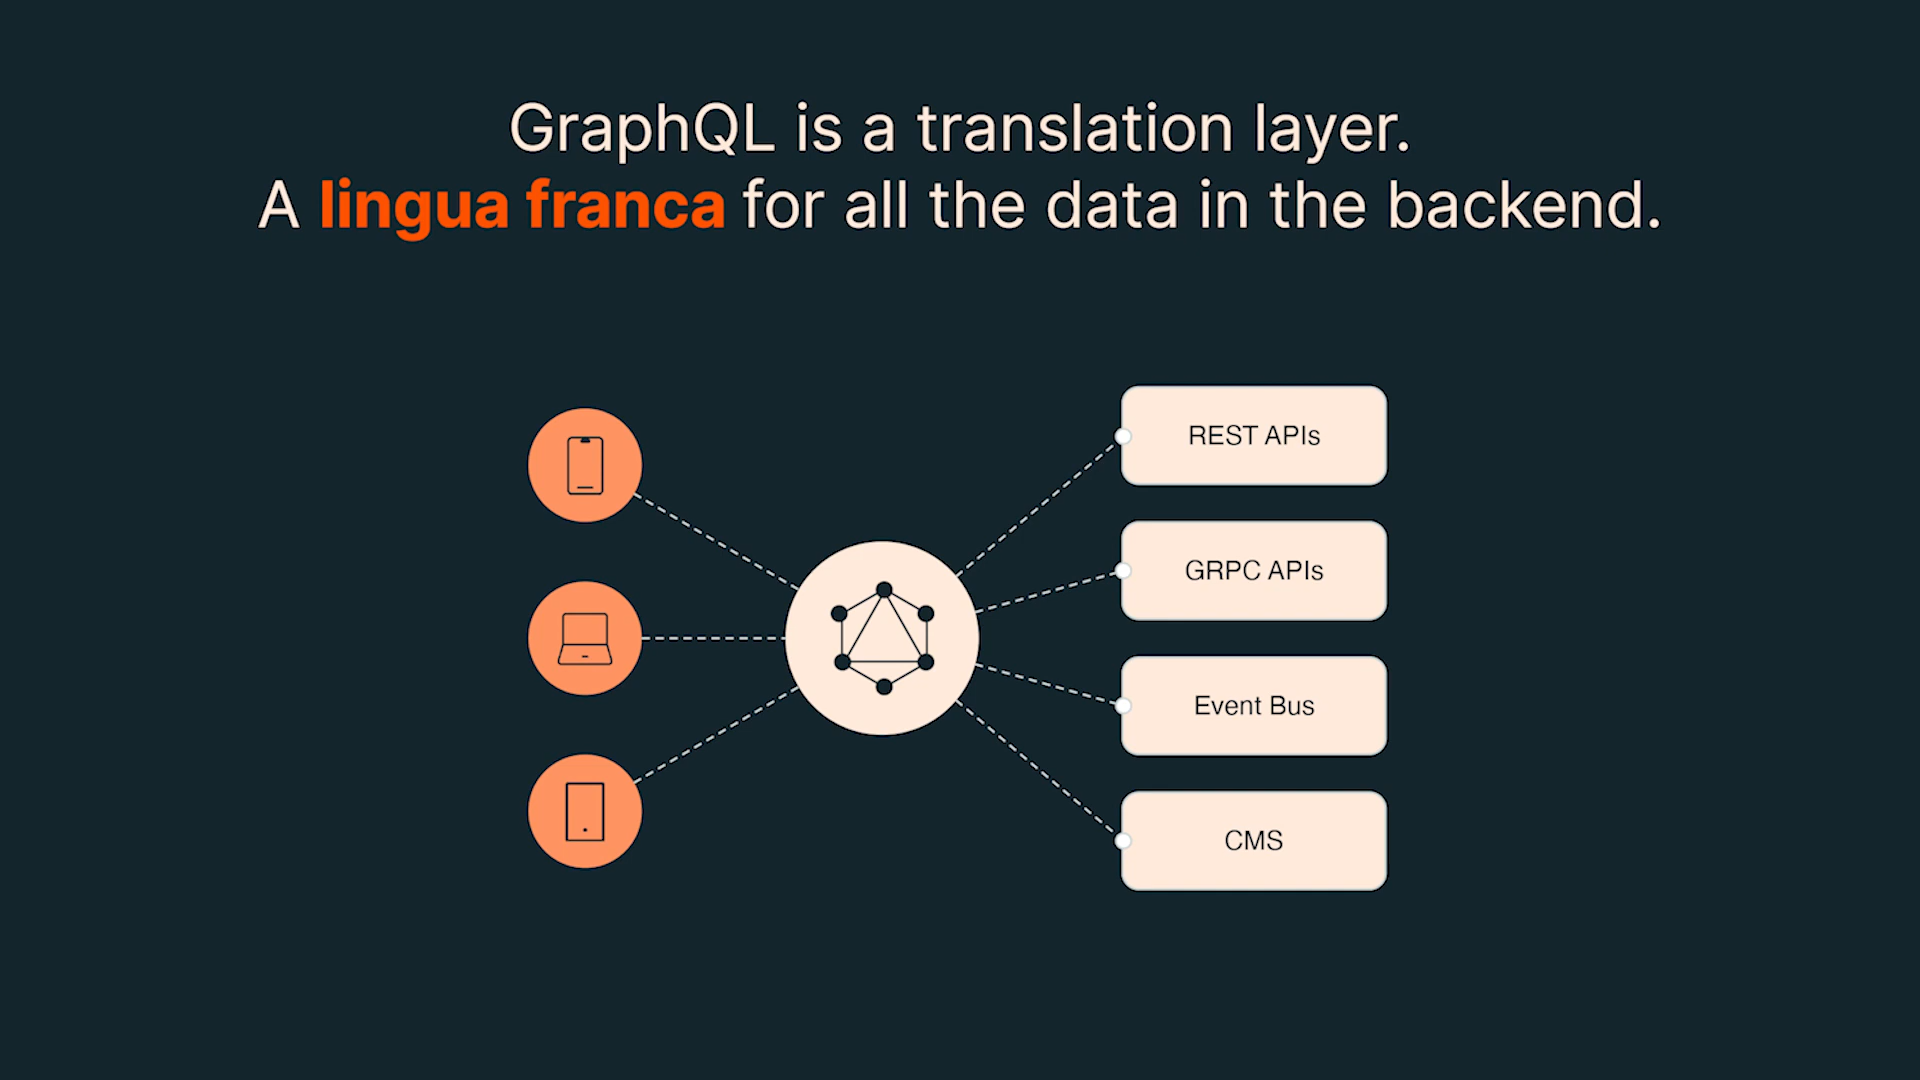 GraphQL is a translation layer.
A lingua franca for all the data in the backend.
REST APIs
GRPC APIs
Event Bus
CMS